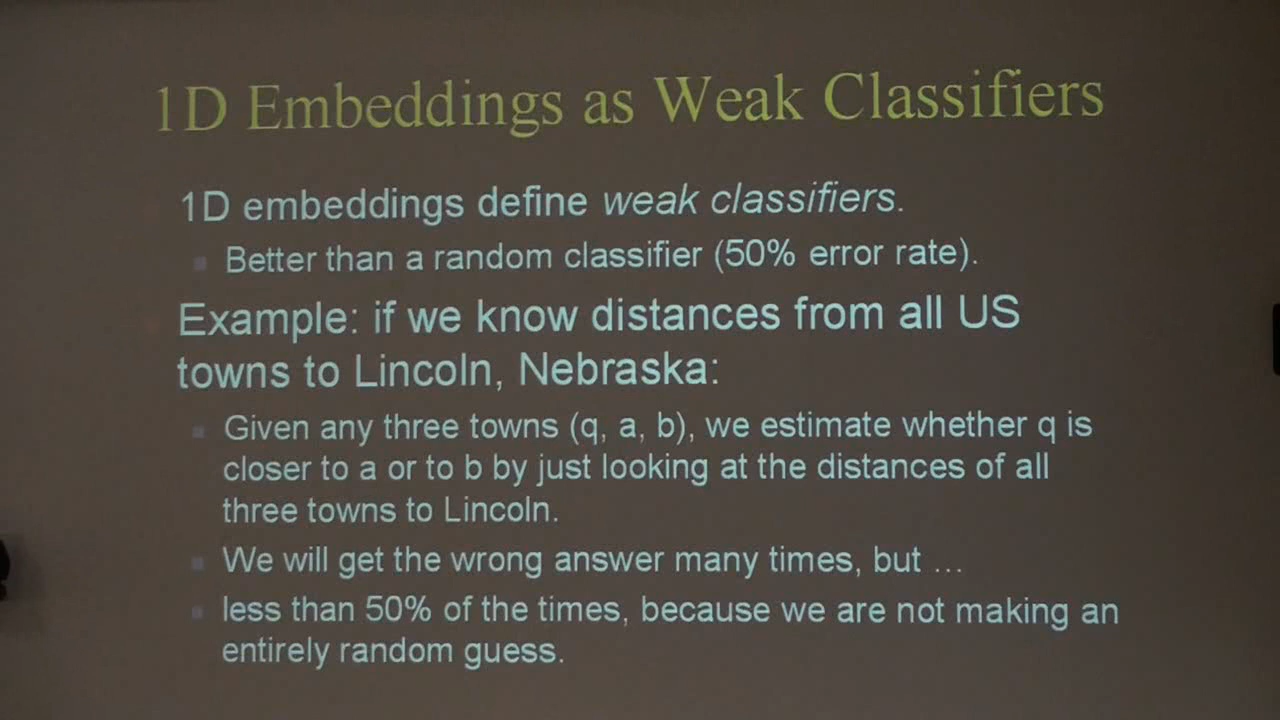 1D Embeddings as Weak Classifiers
1D embeddings define weak classifiers.
Better than a random classifier (50% error rate).
Example: if we know distances from all US
towns to Lincoln, Nebraska:
Given any three towns (q, a, b), we estimate whether q is
closer to a or to b by just looking at the distances of all
three towns to Lincoln.
We will get the wrong answer many times, but ...
less than 50% of the times, because we are not making an
entirely random guess.